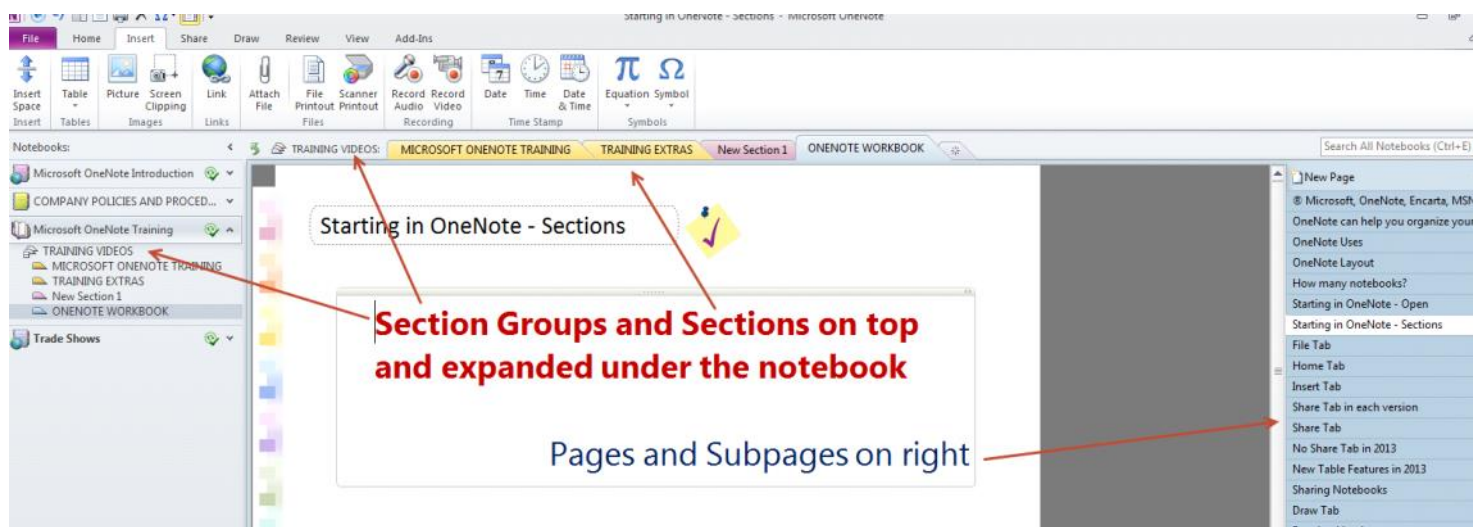 Starting in OneNote - Sections - Microsoft OneNote
File Home Insert Share Draw Review View Add-Ins
Insert Space
Table
Picture
Screen Clipping
Link
Attach File
File Printout
Scanner Printout
Record Audio
Record Video
Date
Time
Date & Time
π Equation
Ω Symbol
Insert Tables Images Links Files Recording Time Stamp Symbols
Notebooks:
Microsoft OneNote Introduction
COMPANY POLICIES AND PROCED...
Microsoft OneNote Training
TRAINING VIDEOS
MICROSOFT ONENOTE TRAINING
TRAINING EXTRAS
New Section 1
ONENOTE WORKBOOK
Trade Shows
TRAINING VIDEOS: MICROSOFT ONENOTE TRAINING TRAINING EXTRAS New Section 1 ONENOTE WORKBOOK
Search All Notebooks (Ctrl+E)
Starting in OneNote - Sections
Section Groups and Sections on top
and expanded under the notebook
Pages and Subpages on right
New Page
® Microsoft, OneNote, Encarta, MSN
OneNote can help you organize your
OneNote Uses
OneNote Layout
How many notebooks?
Starting in OneNote - Open
Starting in OneNote - Sections
File Tab
Home Tab
Insert Tab
Share Tab in each version
Share Tab
No Share Tab in 2013
New Table Features in 2013
Sharing Notebooks
Draw Tab